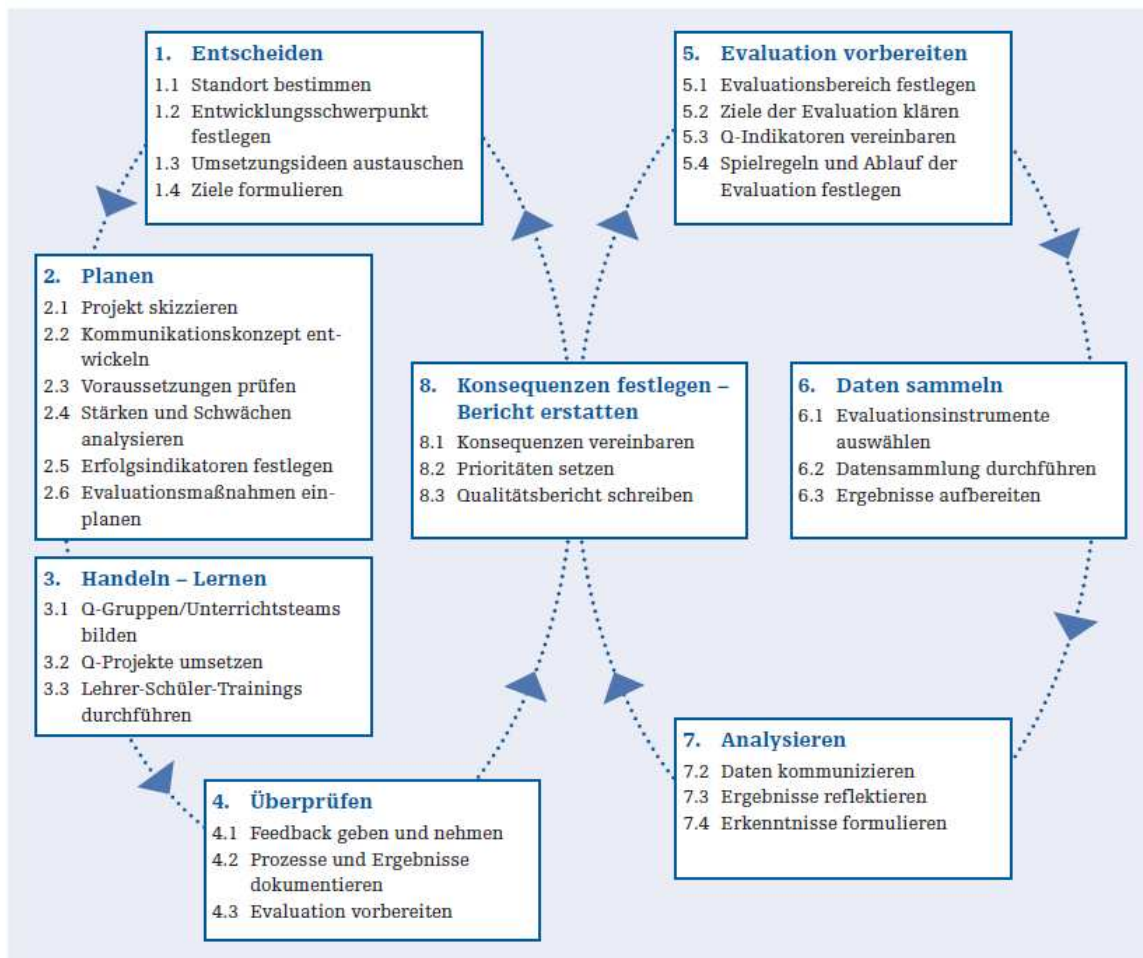 1. Entscheiden
1.1 Standort bestimmen
1.2 Entwicklungsschwerpunkt
festlegen
1.3 Umsetzungsideen austauschen
1.4 Ziele formulieren
2. Planen
2.1 Projekt skizzieren
2.2 Kommunikationskonzept ent-
wickeln
2.3 Voraussetzungen prüfen
2.4 Stärken und Schwächen
analysieren
2.5 Erfolgsindikatoren festlegen
2.6 Evaluationsmaßnahmen ein-
planen
3. Handeln – Lernen
3.1 Q-Gruppen/Unterrichtsteams
bilden
3.2 Q-Projekte umsetzen
3.3 Lehrer-Schüler-Trainings
durchführen
4. Überprüfen
4.1 Feedback geben und nehmen
4.2 Prozesse und Ergebnisse
dokumentieren
4.3 Evaluation vorbereiten
5. Evaluation vorbereiten
5.1 Evaluationsbereich festlegen
5.2 Ziele der Evaluation klären
5.3 Q-Indikatoren vereinbaren
5.4 Spielregeln und Ablauf der
Evaluation festlegen
6. Daten sammeln
6.1 Evaluationsinstrumente
auswählen
6.2 Datensammlung durchführen
6.3 Ergebnisse aufbereiten
7. Analysieren
7.2 Daten kommunizieren
7.3 Ergebnisse reflektieren
7.4 Erkenntnisse formulieren
8. Konsequenzen festlegen –
Bericht erstatten
8.1 Konsequenzen vereinbaren
8.2 Prioritäten setzen
8.3 Qualitätsbericht schreiben